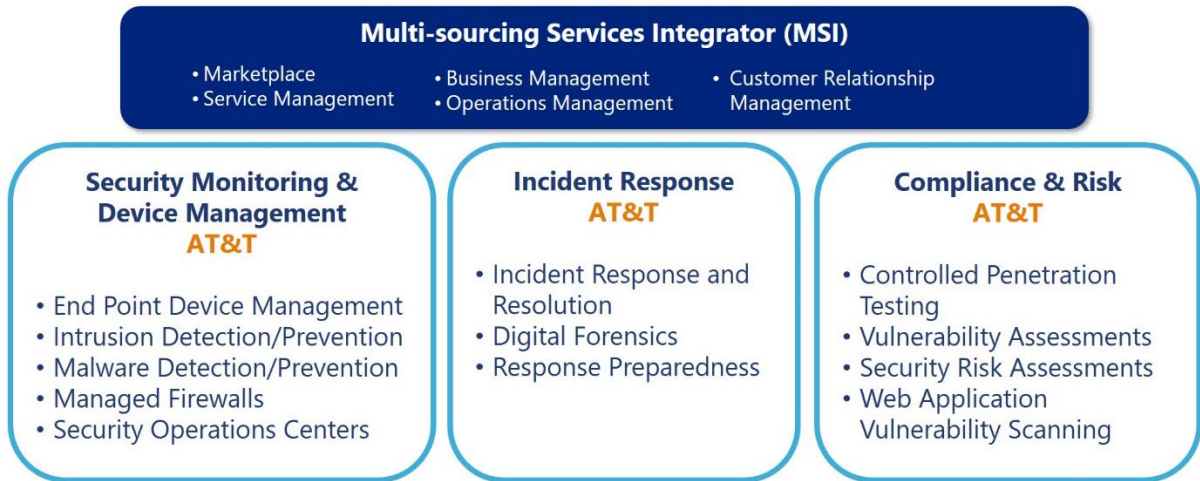 Multi-sourcing Services Integrator (MSI)
• Marketplace
• Service Management
• Business Management
• Operations Management
• Customer Relationship
Management
Security Monitoring &
Device Management
AT&T
• End Point Device Management
• Intrusion Detection/Prevention
• Malware Detection/Prevention
• Managed Firewalls
• Security Operations Centers
Incident Response
AT&T
• Incident Response and
Resolution
• Digital Forensics
• Response Preparedness
Compliance & Risk
AT&T
• Controlled Penetration
Testing
• Vulnerability Assessments
• Security Risk Assessments
• Web Application
Vulnerability Scanning